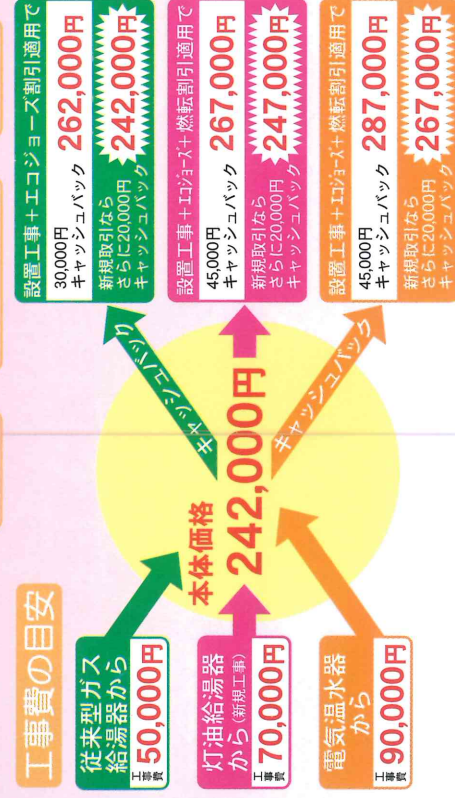 工事費の目安
従来型ガス
給湯器から
工事費 50,000円
灯油給湯器
から(新規工事)
工事費 70,000円
電気温水器
から
工事費 90,000円
本体価格
242,000円
キャッシュバック
キャッシュバック
設置工事+エコジョーズ割引適用で
30,000円
キャッシュバック 262,000円
新規取引なら
さらに20,000円
キャッシュバック 242,000円
設置工事+エコジョーズ+燃転割引適用で
45,000円
キャッシュバック 267,000円
新規取引なら
さらに20,000円
キャッシュバック 247,000円
設置工事+エコジョーズ+燃転割引適用で
45,000円
キャッシュバック 287,000円
新規取引なら
さらに20,000円
キャッシュバック 267,000円